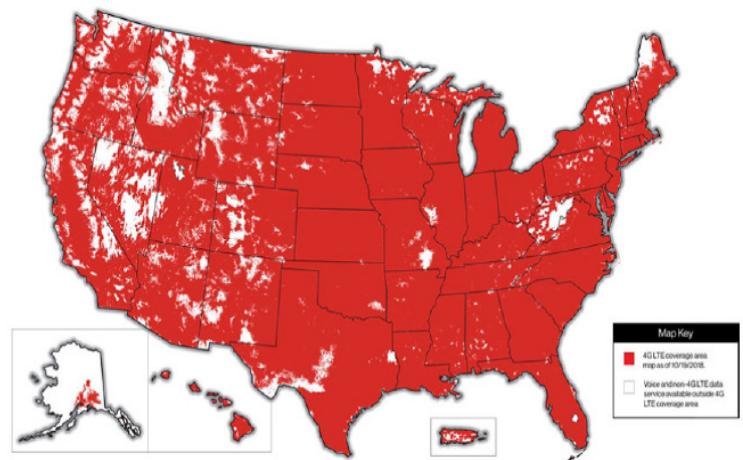 Map Key
4G LTE coverage area
map as of 10/19/2018.
Voice and non-4G LTE data
service available outside 4G
LTE coverage area